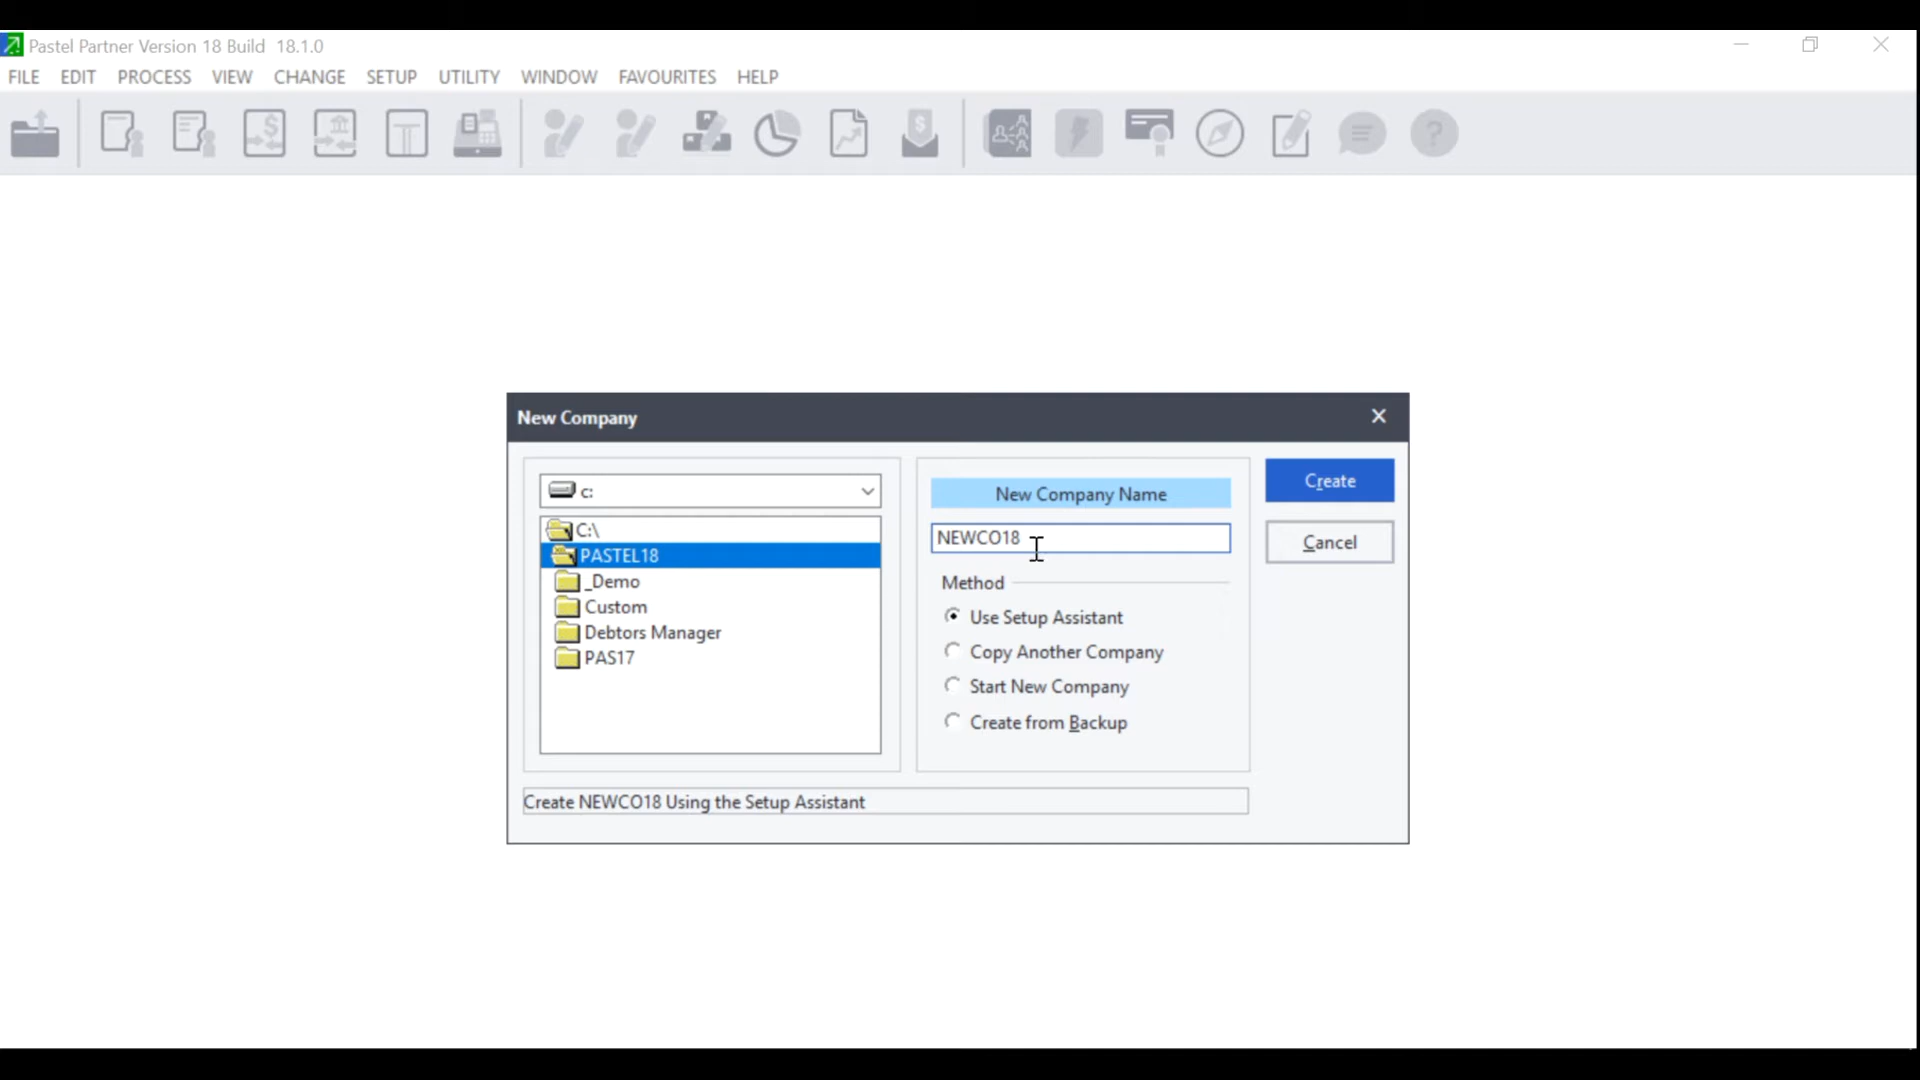 Pastel Partner Version 18 Build 18.1.0
FILE EDIT PROCESS VIEW CHANGE SETUP UTILITY WINDOW FAVOURITES HELP
New Company
c:
C:\
PASTEL18
_Demo
Custom
Debtors Manager
PAS17
New Company Name
NEWCO18
Method
Use Setup Assistant
Copy Another Company
Start New Company
Create from Backup
Create
Cancel
Create NEWCO18 Using the Setup Assistant